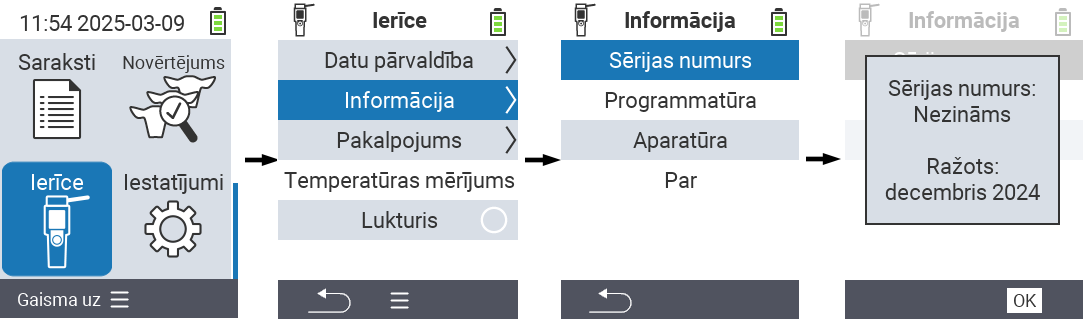 11:54 2025-03-09
Saraksti
Novērtējums
Ierīce
Iestatījumi
Gaisma uz
Ierīce
Datu pārvaldība
Informācija
Pakalpojums
Temperatūras mērījums
Lukturis
Informācija
Sērijas numurs
Programmatūra
Aparatūra
Par
Informācija
Sērijas numurs:
Nezināms
Ražots:
decembris 2024
OK